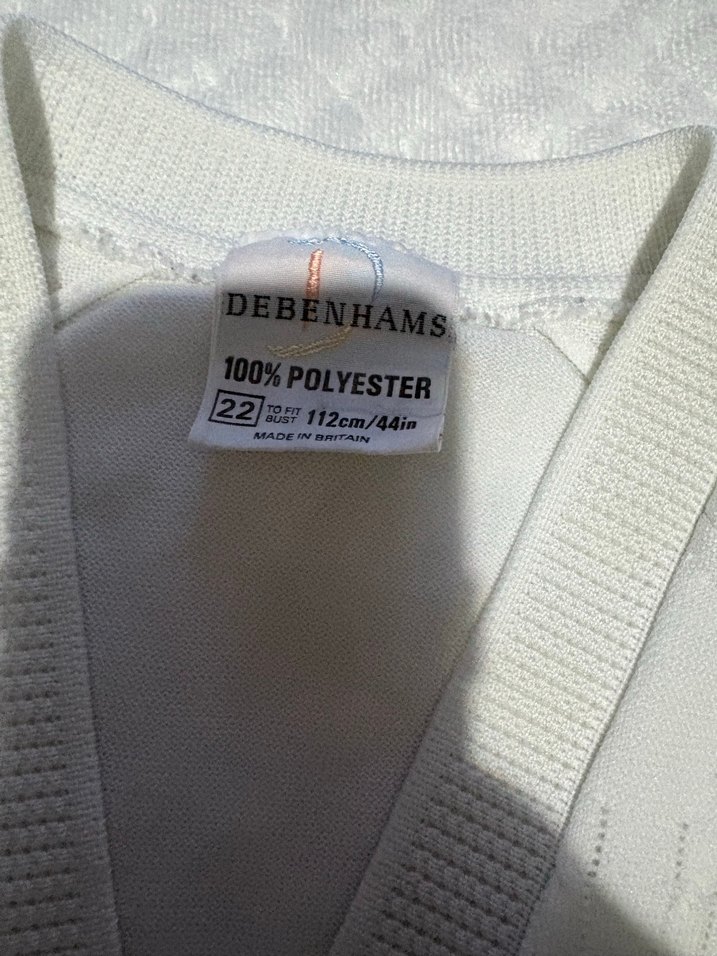 DEBENHAMS
100% POLYESTER
22 TO FIT BUST 112cm/44in
MADE IN BRITAIN